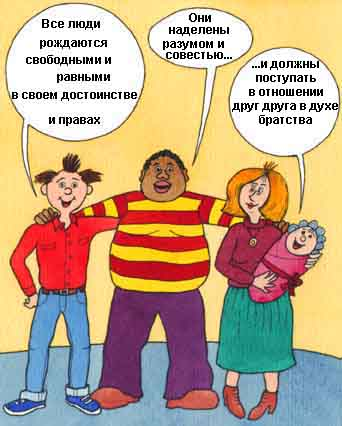 Все люди
рождаются
свободными и
равными
в своем достоинстве
и правах
Они
наделены
разумом и
совестью...
...и должны
поступать
в отношении
друг друга в духе
братства